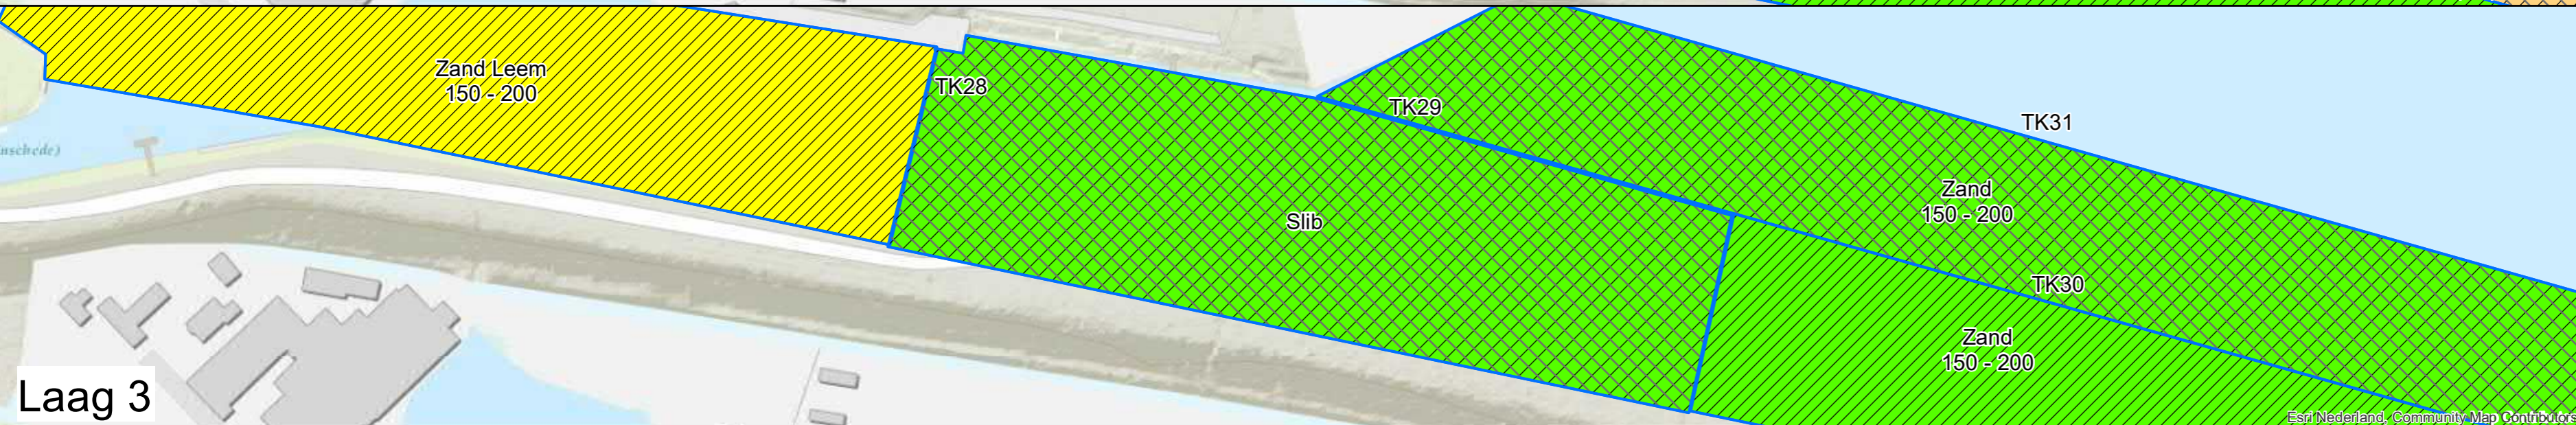 Zand Leem
150 - 200
TK28
TK29
TK31
nschede)
Zand
150 - 200
Slib
TK30
Zand
150 - 200
Laag 3
Esri Nederland, Community Map Contributors